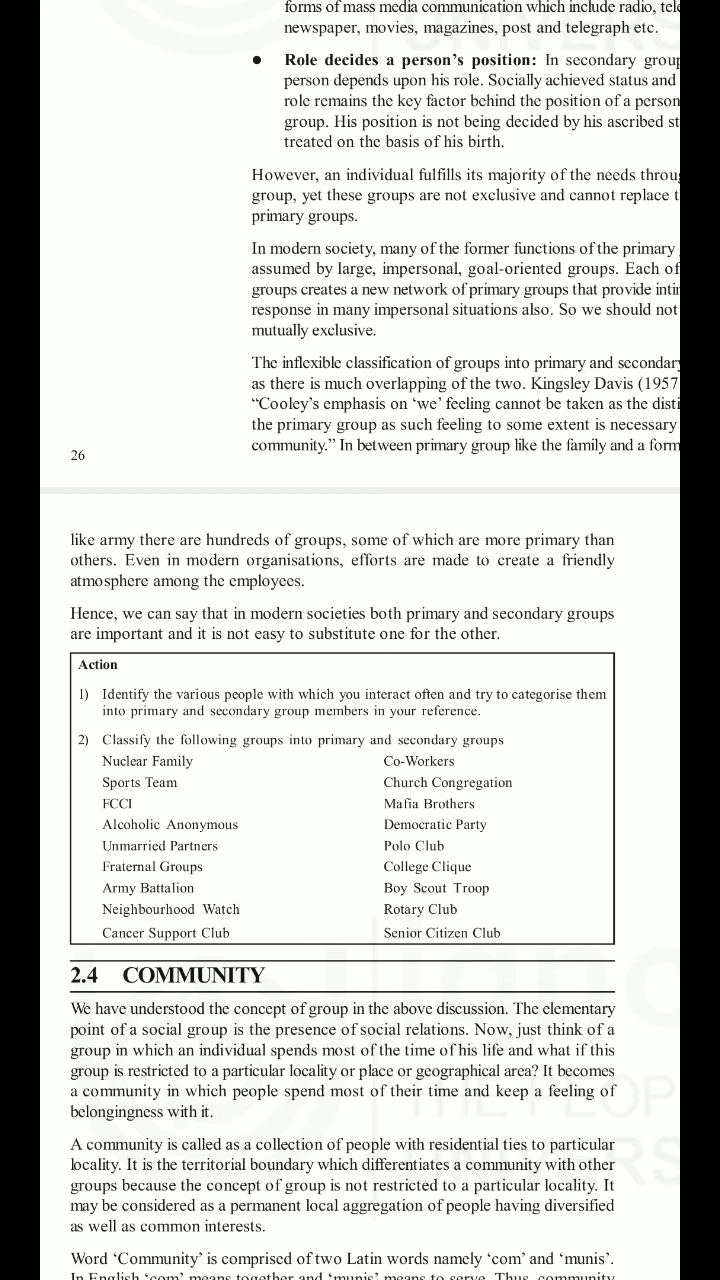 forms of mass media communication which include radio, tele
newspaper, movies, magazines, post and telegraph etc.
● Role decides a person's position: In secondary group
person depends upon his role. Socially achieved status and
role remains the key factor behind the position of a person
group. His position is not being decided by his ascribed st
treated on the basis of his birth.
However, an individual fulfills its majority of the needs throug
group, yet these groups are not exclusive and cannot replace t
primary groups.
In modern society, many of the former functions of the primary
assumed by large, impersonal, goal-oriented groups. Each of
groups creates a new network of primary groups that provide intim
response in many impersonal situations also. So we should not
mutually exclusive.
The inflexible classification of groups into primary and secondary
as there is much overlapping of the two. Kingsley Davis (1957
“Cooley's emphasis on ‘we’ feeling cannot be taken as the disti
the primary group as such feeling to some extent is necessary
community.” In between primary group like the family and a form
26
like army there are hundreds of groups, some of which are more primary than
others. Even in modern organisations, efforts are made to create a friendly
atmosphere among the employees.
Hence, we can say that in modern societies both primary and secondary groups
are important and it is not easy to substitute one for the other.
Action
1) Identify the various people with which you interact often and try to categorise them
into primary and secondary group members in your reference.
2) Classify the following groups into primary and secondary groups
Nuclear Family Co-Workers
Sports Team Church Congregation
FCCI Mafia Brothers
Alcoholic Anonymous Democratic Party
Unmarried Partners Polo Club
Fraternal Groups College Clique
Army Battalion Boy Scout Troop
Neighbourhood Watch Rotary Club
Cancer Support Club Senior Citizen Club
2.4 COMMUNITY
We have understood the concept of group in the above discussion. The elementary
point of a social group is the presence of social relations. Now, just think of a
group in which an individual spends most of the time of his life and what if this
group is restricted to a particular locality or place or geographical area? It becomes
a community in which people spend most of their time and keep a feeling of
belongingness with it.
A community is called as a collection of people with residential ties to particular
locality. It is the territorial boundary which differentiates a community with other
groups because the concept of group is not restricted to a particular locality. It
may be considered as a permanent local aggregation of people having diversified
as well as common interests.
Word ‘Community’ is comprised of two Latin words namely ‘com’ and ‘munis’.
In English ‘com’ means together and ‘munis’ means to serve. Thus, community